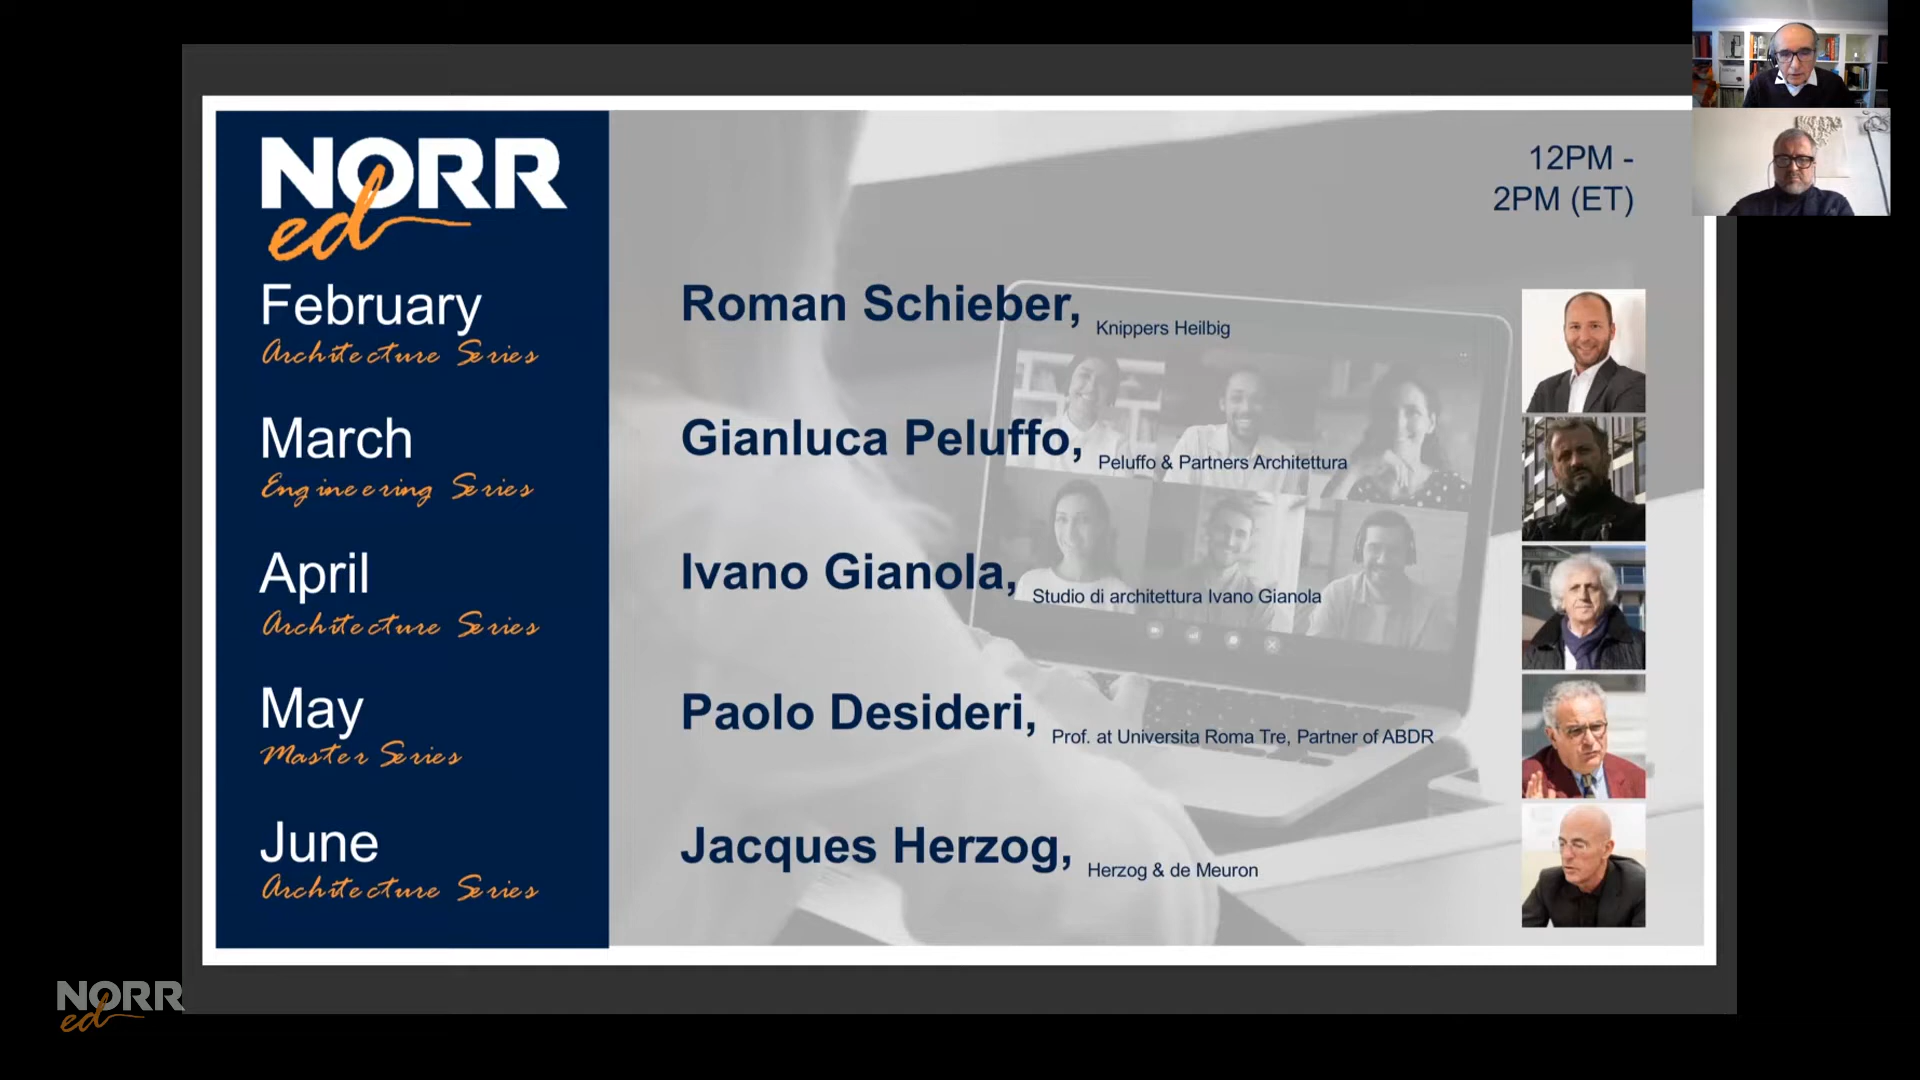 NORR
ed
12PM -
2PM (ET)
February
Architecture Series
Roman Schieber, Knippers Heilbig
March
Engineering Series
Gianluca Peluffo, Peluffo & Partners Architettura
April
Architecture Series
Ivano Gianola, Studio di architettura Ivano Gianola
May
Master Series
Paolo Desideri, Prof. at Universita Roma Tre, Partner of ABDR
June
Architecture Series
Jacques Herzog, Herzog & de Meuron
NORR
ed